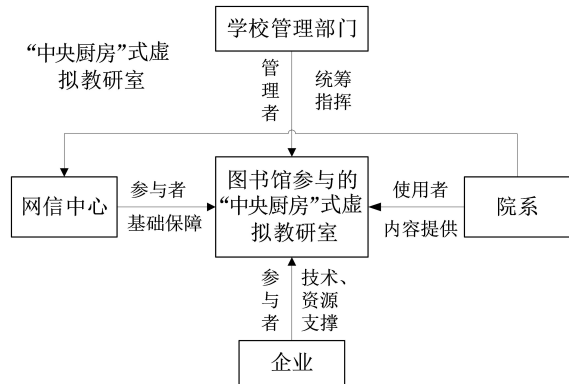 学校管理部门
“中央厨房”式虚
拟教研室
管理者
统筹
指挥
网信中心
参与者
基础保障
图书馆参与的
“中央厨房”式虚
拟教研室
使用者
内容提供
院系
参与者
技术、
资源
支撑
企业